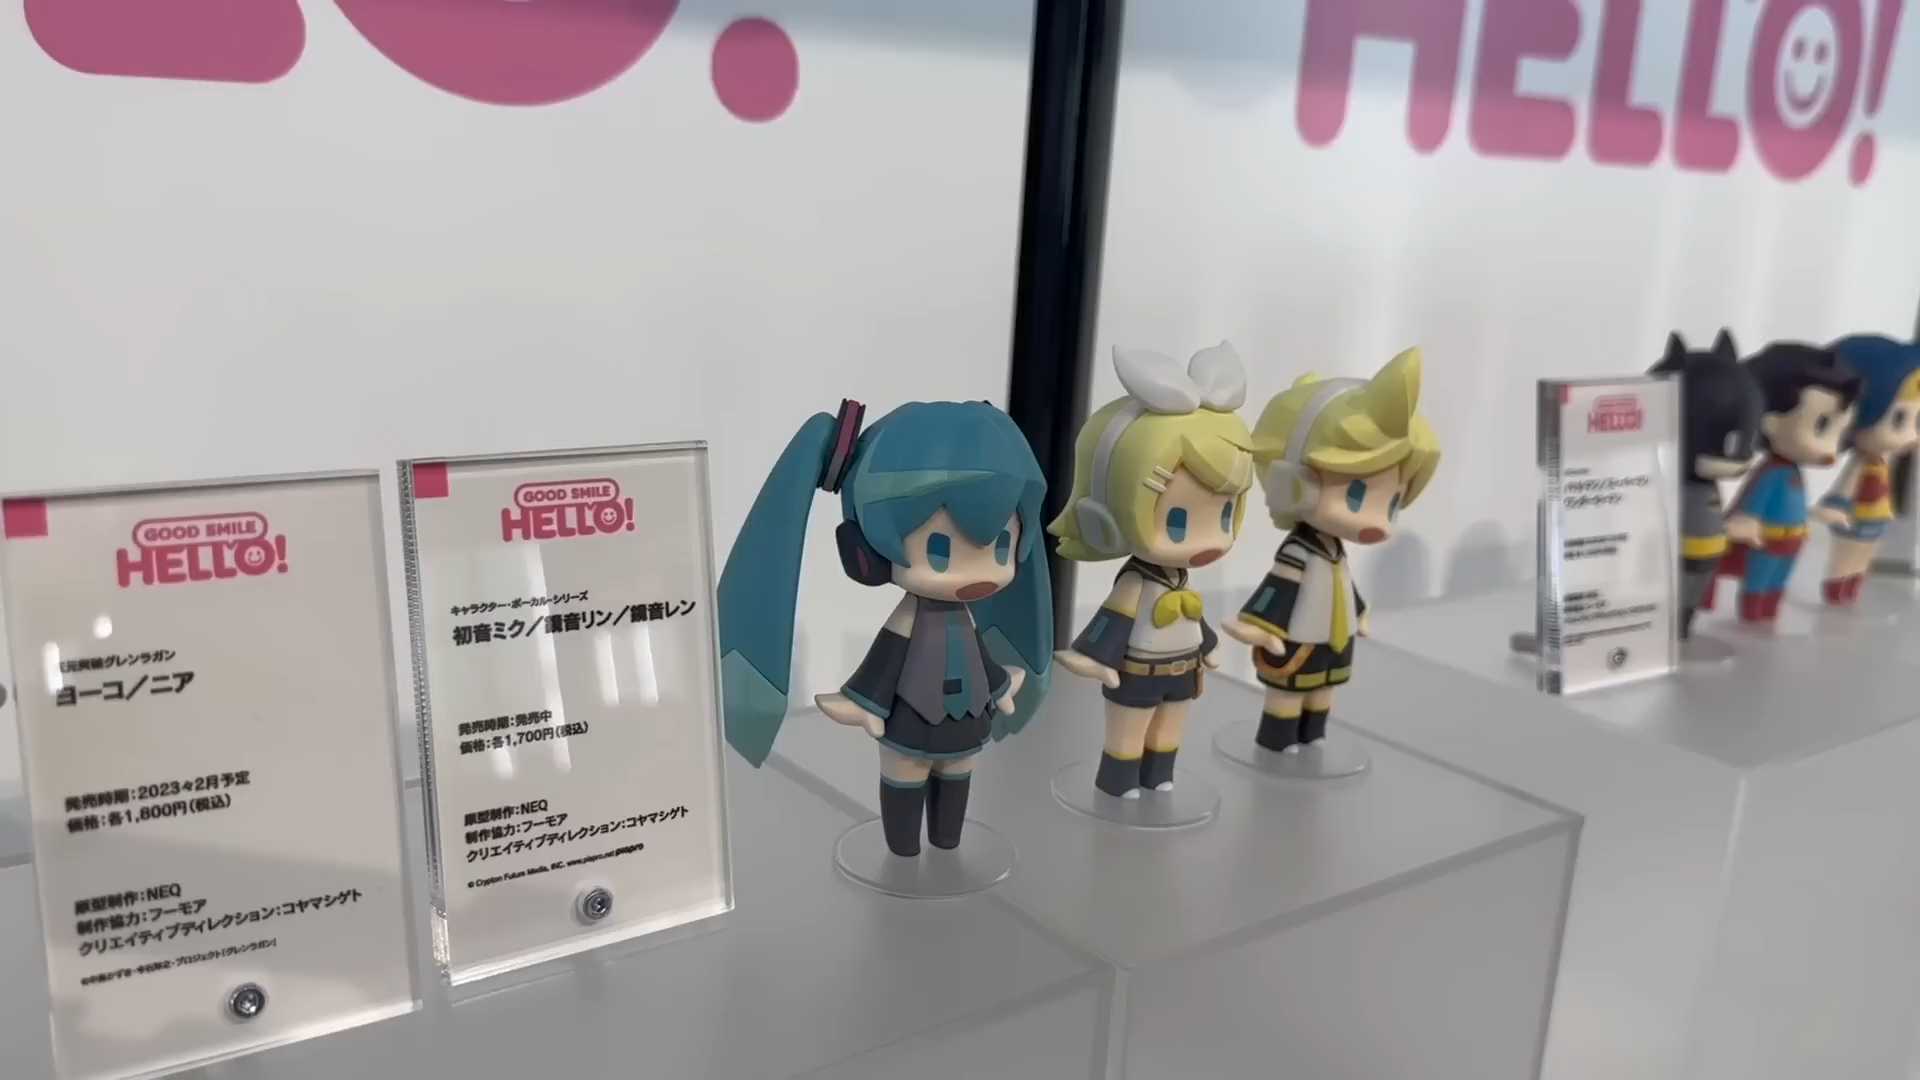 HELLO!
GOOD SMILE
HELLO!
ヨーコ／ニア
発売時期：2023年2月予定
価格：各1,800円(税込)
原型制作：NEQ
制作協力：フーモア
クリエイティブディレクション：コヤマシゲト
GOOD SMILE
HELLO!
キャラクター・ボーカル・シリーズ
初音ミク／鏡音リン／鏡音レン
発売時期：発売中
価格：各1,700円(税込)
原型制作：NEQ
制作協力：フーモア
クリエイティブディレクション：コヤマシゲト
© Crypton Future Media, INC. www.piapro.net piapro
HELLO!